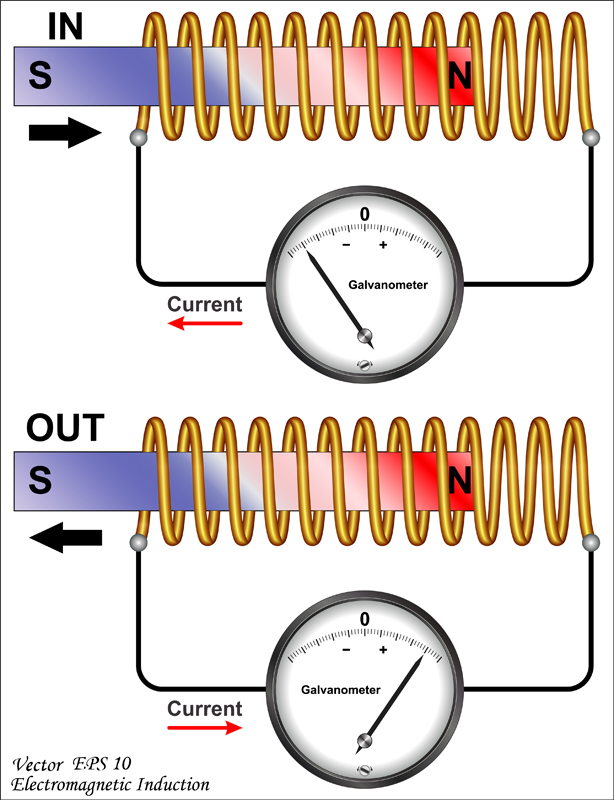 IN
S
N
0
− +
Galvanometer
Current
OUT
S
N
0
− +
Galvanometer
Current
Vector EPS 10
Electromagnetic Induction